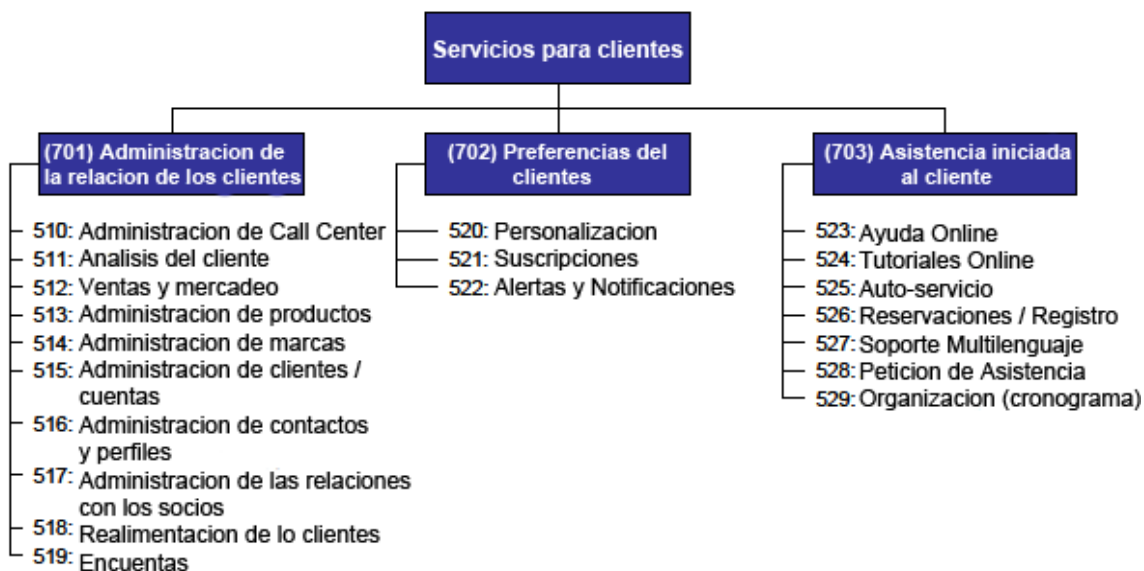 Servicios para clientes
(701) Administracion de
la relacion de los clientes
510: Administracion de Call Center
511: Analisis del cliente
512: Ventas y mercadeo
513: Administracion de productos
514: Administracion de marcas
515: Administracion de clientes /
cuentas
516: Administracion de contactos
y perfiles
517: Administracion de las relaciones
con los socios
518: Realimentacion de lo clientes
519: Encuentas
(702) Preferencias del
clientes
520: Personalizacion
521: Suscripciones
522: Alertas y Notificaciones
(703) Asistencia iniciada
al cliente
523: Ayuda Online
524: Tutoriales Online
525: Auto-servicio
526: Reservaciones / Registro
527: Soporte Multilenguaje
528: Peticion de Asistencia
529: Organizacion (cronograma)